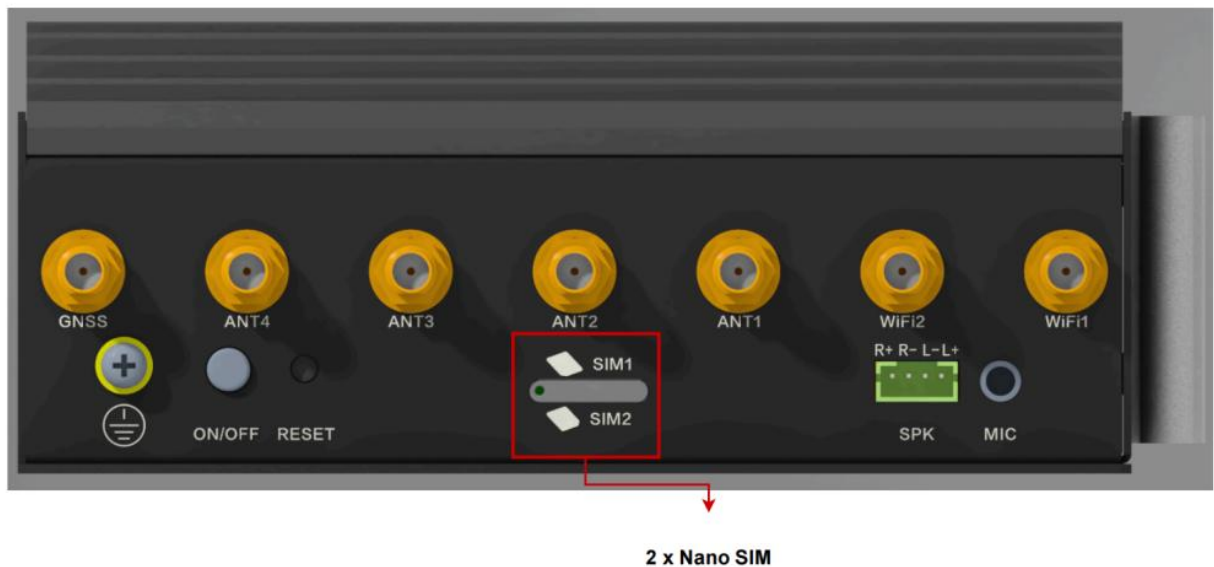 GNSS ANT4 ANT3 ANT2 ANT1 WiFi2 WiFi1
SIM1
R+ R- L- L+
SIM2
ON/OFF RESET SPK MIC
2 x Nano SIM